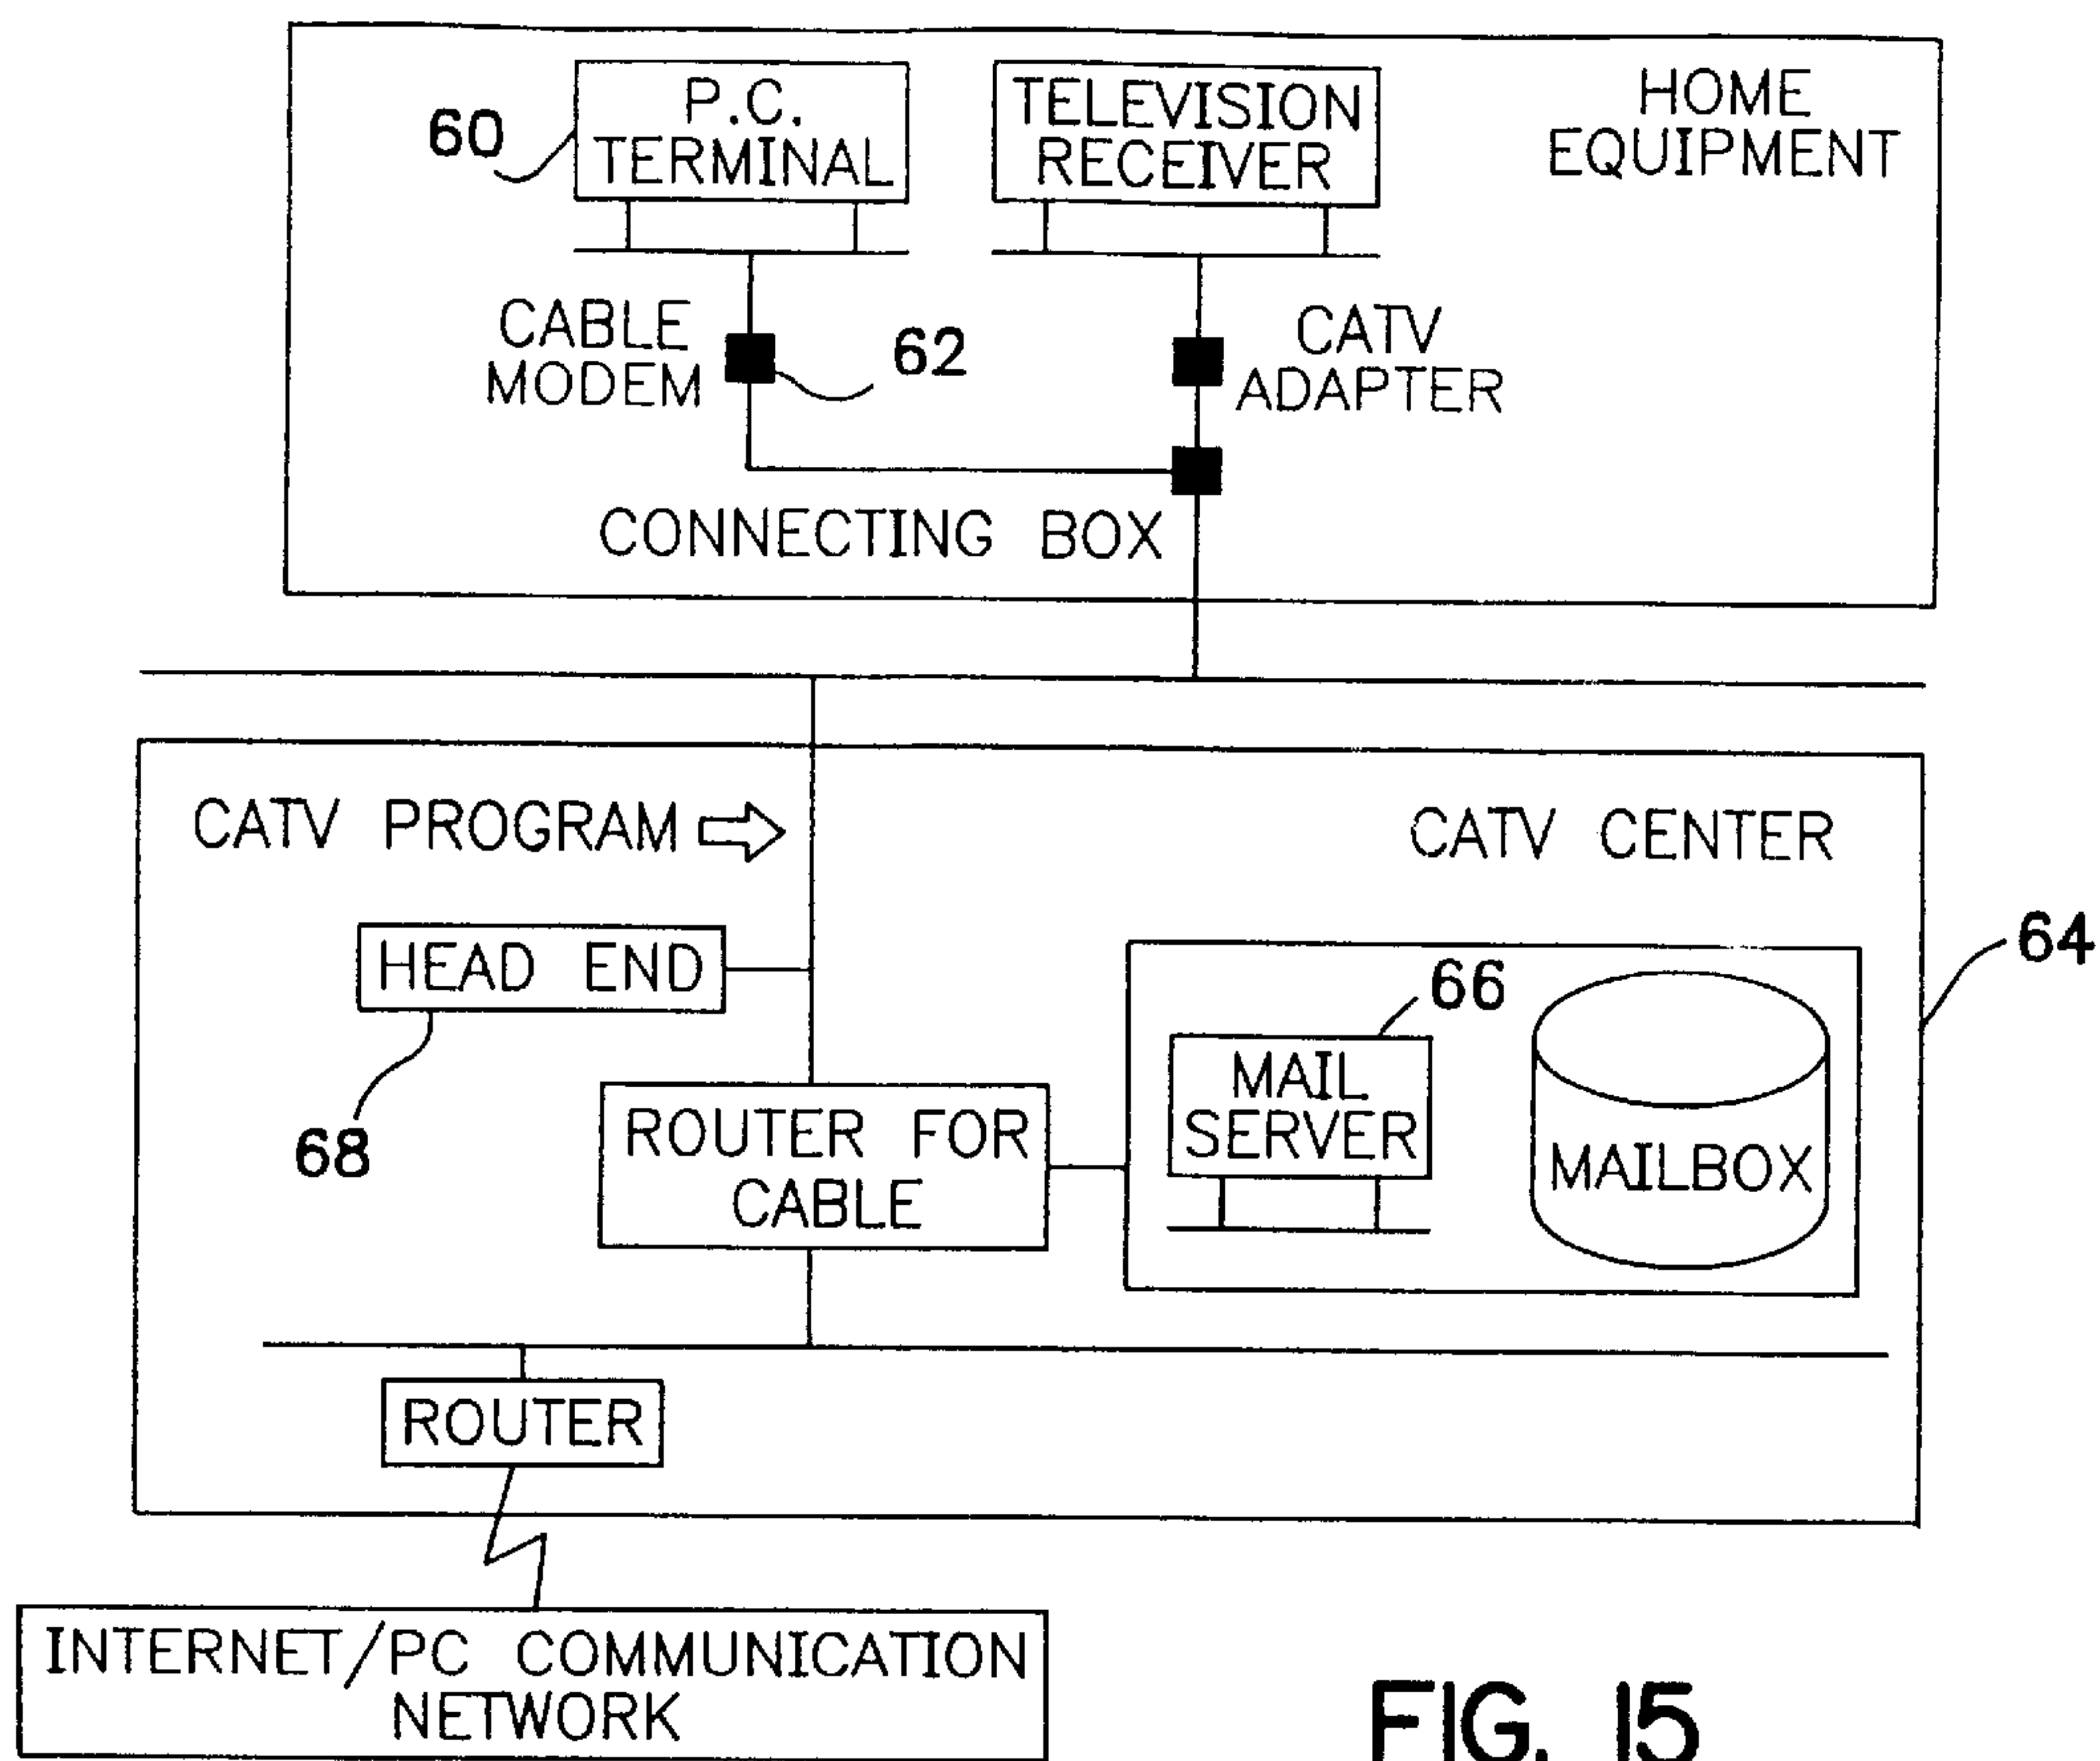 P.C.
TERMINAL
TELEVISION
RECEIVER
HOME
EQUIPMENT
60
CABLE
MODEM
62
CATV
ADAPTER
CONNECTING BOX
CATV PROGRAM
CATV CENTER
64
HEAD END
68
66
MAIL
SERVER
MAILBOX
ROUTER FOR
CABLE
ROUTER
INTERNET/PC COMMUNICATION
NETWORK
FIG. 15